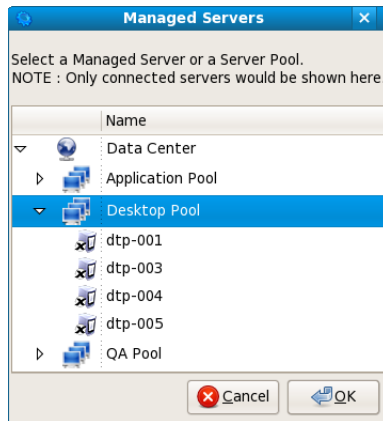 Managed Servers
Select a Managed Server or a Server Pool.
NOTE : Only connected servers would be shown here
Name
Data Center
Application Pool
Desktop Pool
dtp-001
dtp-003
dtp-004
dtp-005
QA Pool
Cancel OK